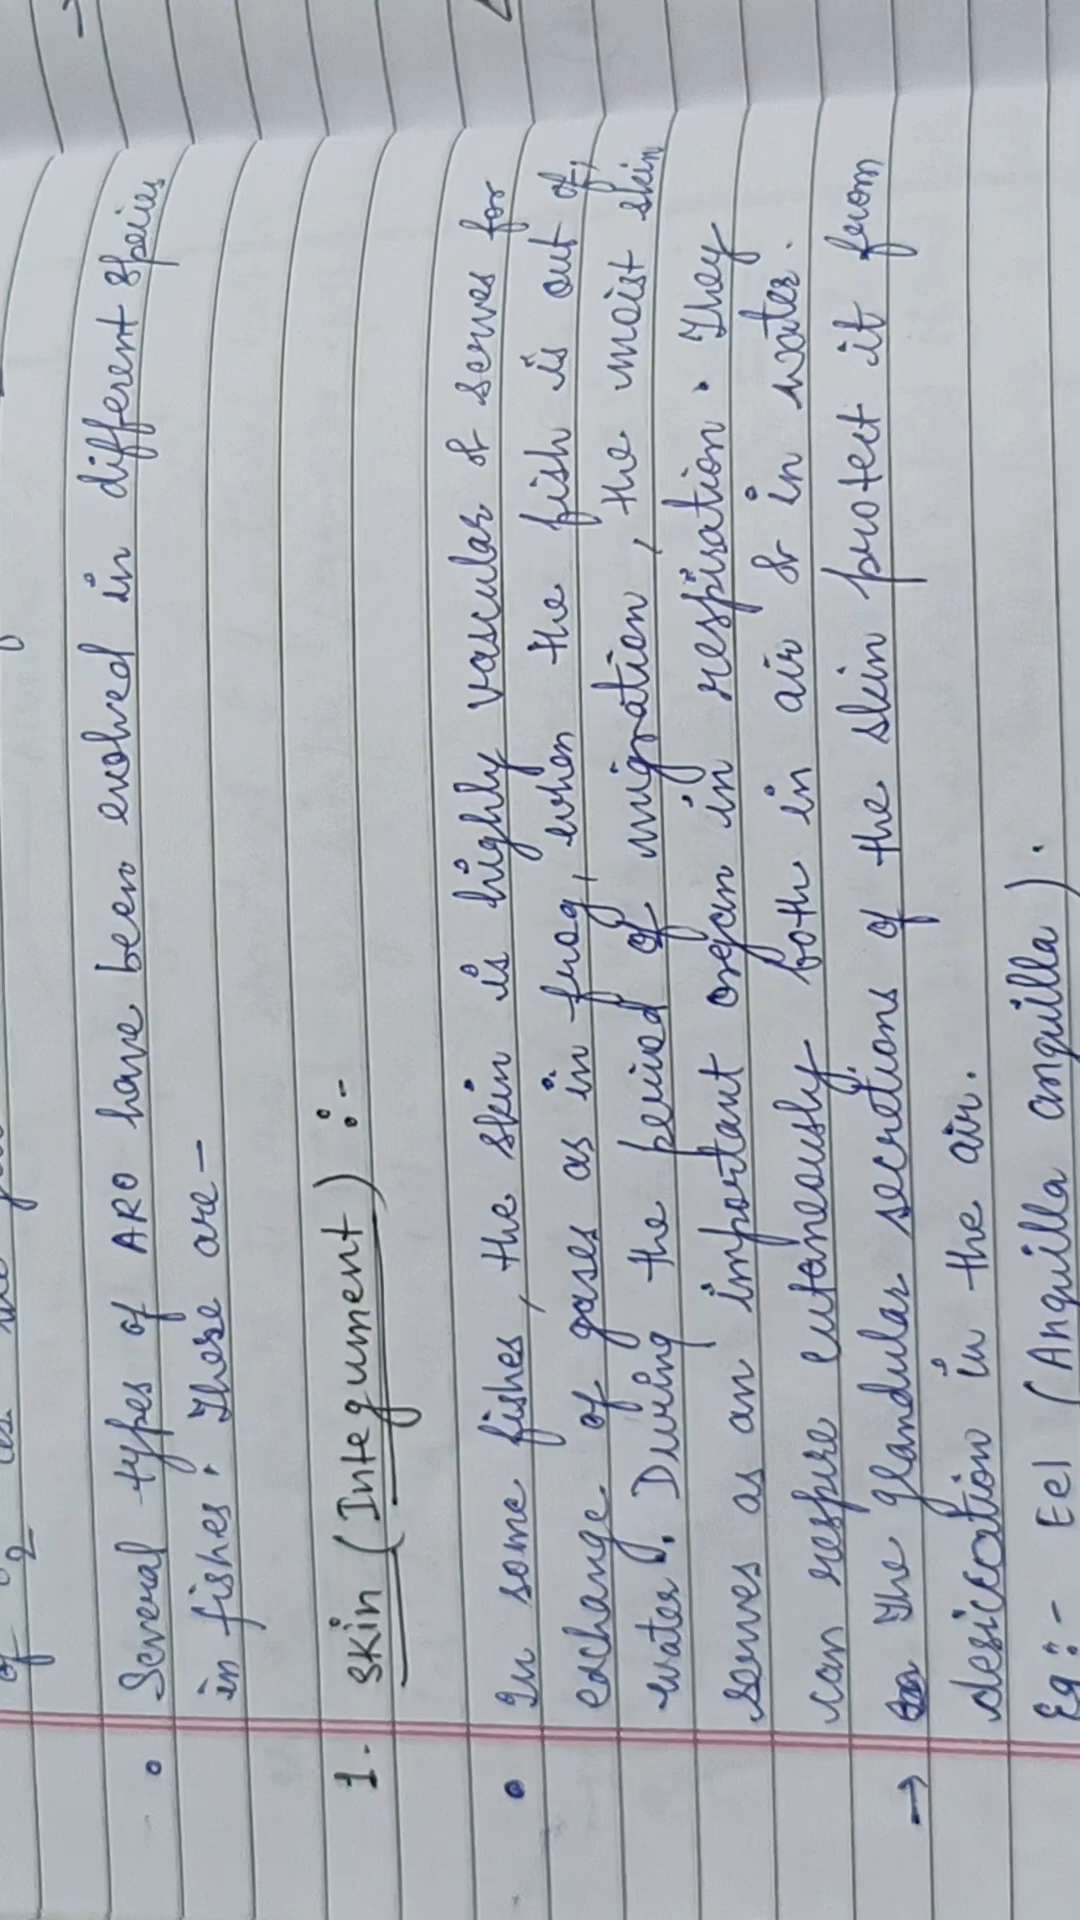 • Several types of ARO have been evolved in different species
in fishes. These are –
1. Skin (Integument) :-
• In some fishes, the skin is highly vascular & serves for
exchange of gases as in frog, when the fish is out of
water. During the period of migration, the moist skin
serves as an important organ in respiration. They
can respire cutaneously both in air & in water.
→ The glandular secretions of the skin protect it from
desiccation in the air.
Eg:- Eel (Anguilla anguilla).